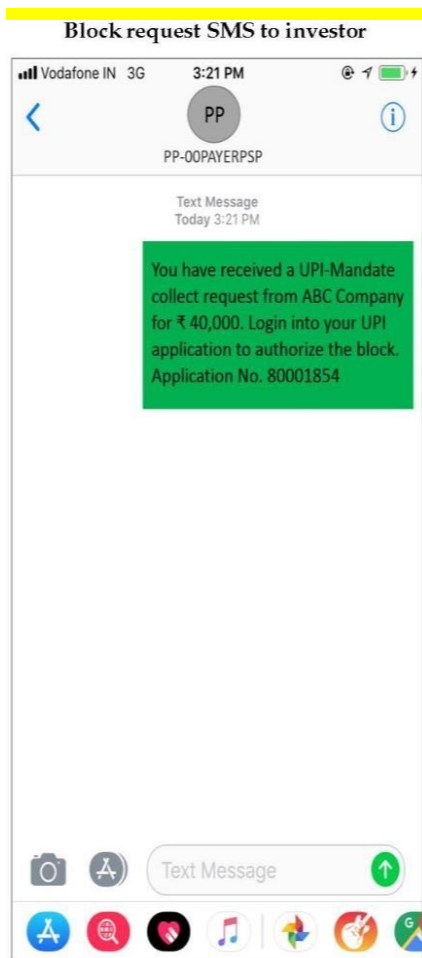 Block request SMS to investor
Vodafone IN 3G 3:21 PM
PP
PP-OOPAYERPSP
Text Message
Today 3:21 PM
You have received a UPI-Mandate
collect request from ABC Company
for ₹ 40,000. Login into your UPI
application to authorize the block.
Application No. 80001854
Text Message